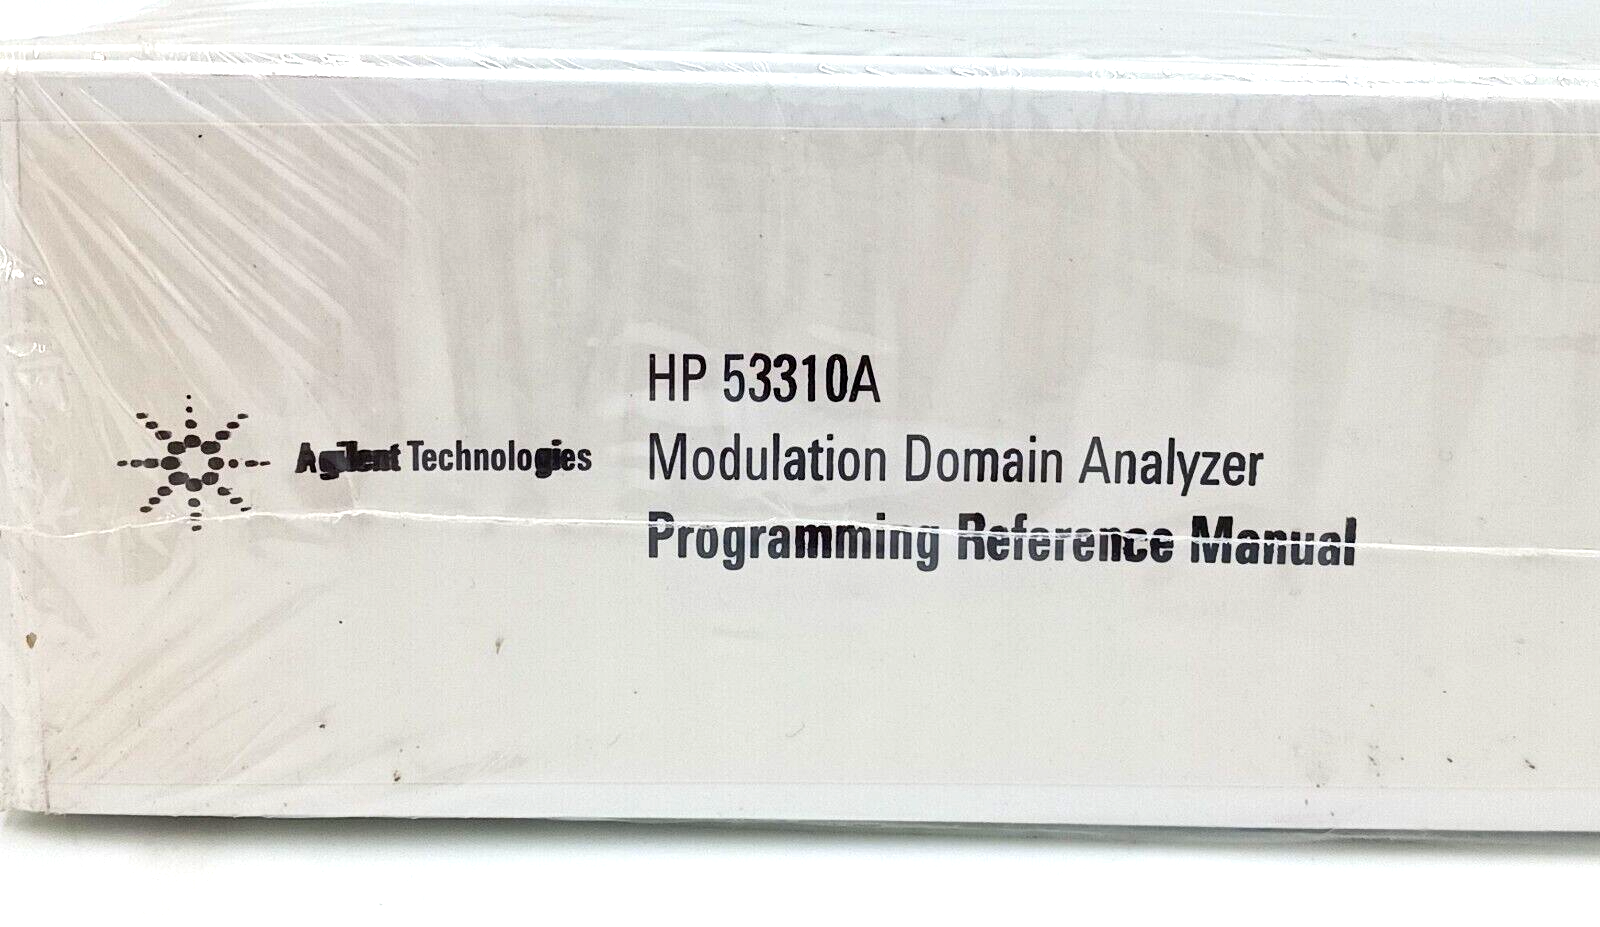 Agilent Technologies
HP 53310A
Modulation Domain Analyzer
Programming Reference Manual